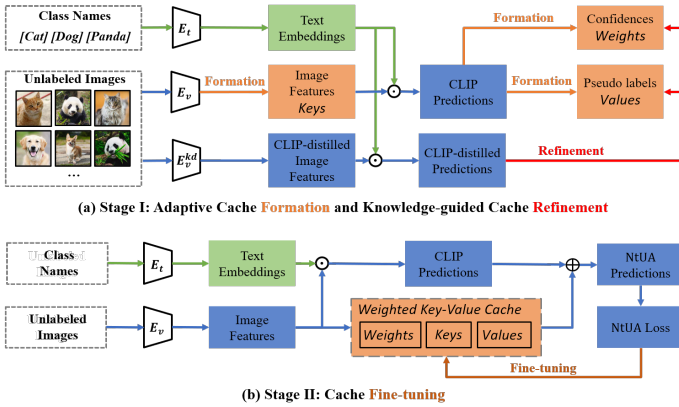 Class Names
[Cat] [Dog] [Panda]
E_t
Text
Embeddings
Confidences
Weights
Unlabeled Images
...
E_v
Formation
Image
Features
Keys
CLIP
Predictions
Formation
Formation
Pseudo labels
Values
E_v^kd
CLIP-distilled
Image
Features
CLIP-distilled
Predictions
Refinement
(a) Stage I: Adaptive Cache Formation and Knowledge-guided Cache Refinement
Class
Names
E_t
Text
Embeddings
CLIP
Predictions
NtUA
Predictions
Unlabeled
Images
E_v
Image
Features
Weighted Key-Value Cache
Weights
Keys
Values
NtUA Loss
Fine-tuning
(b) Stage II: Cache Fine-tuning